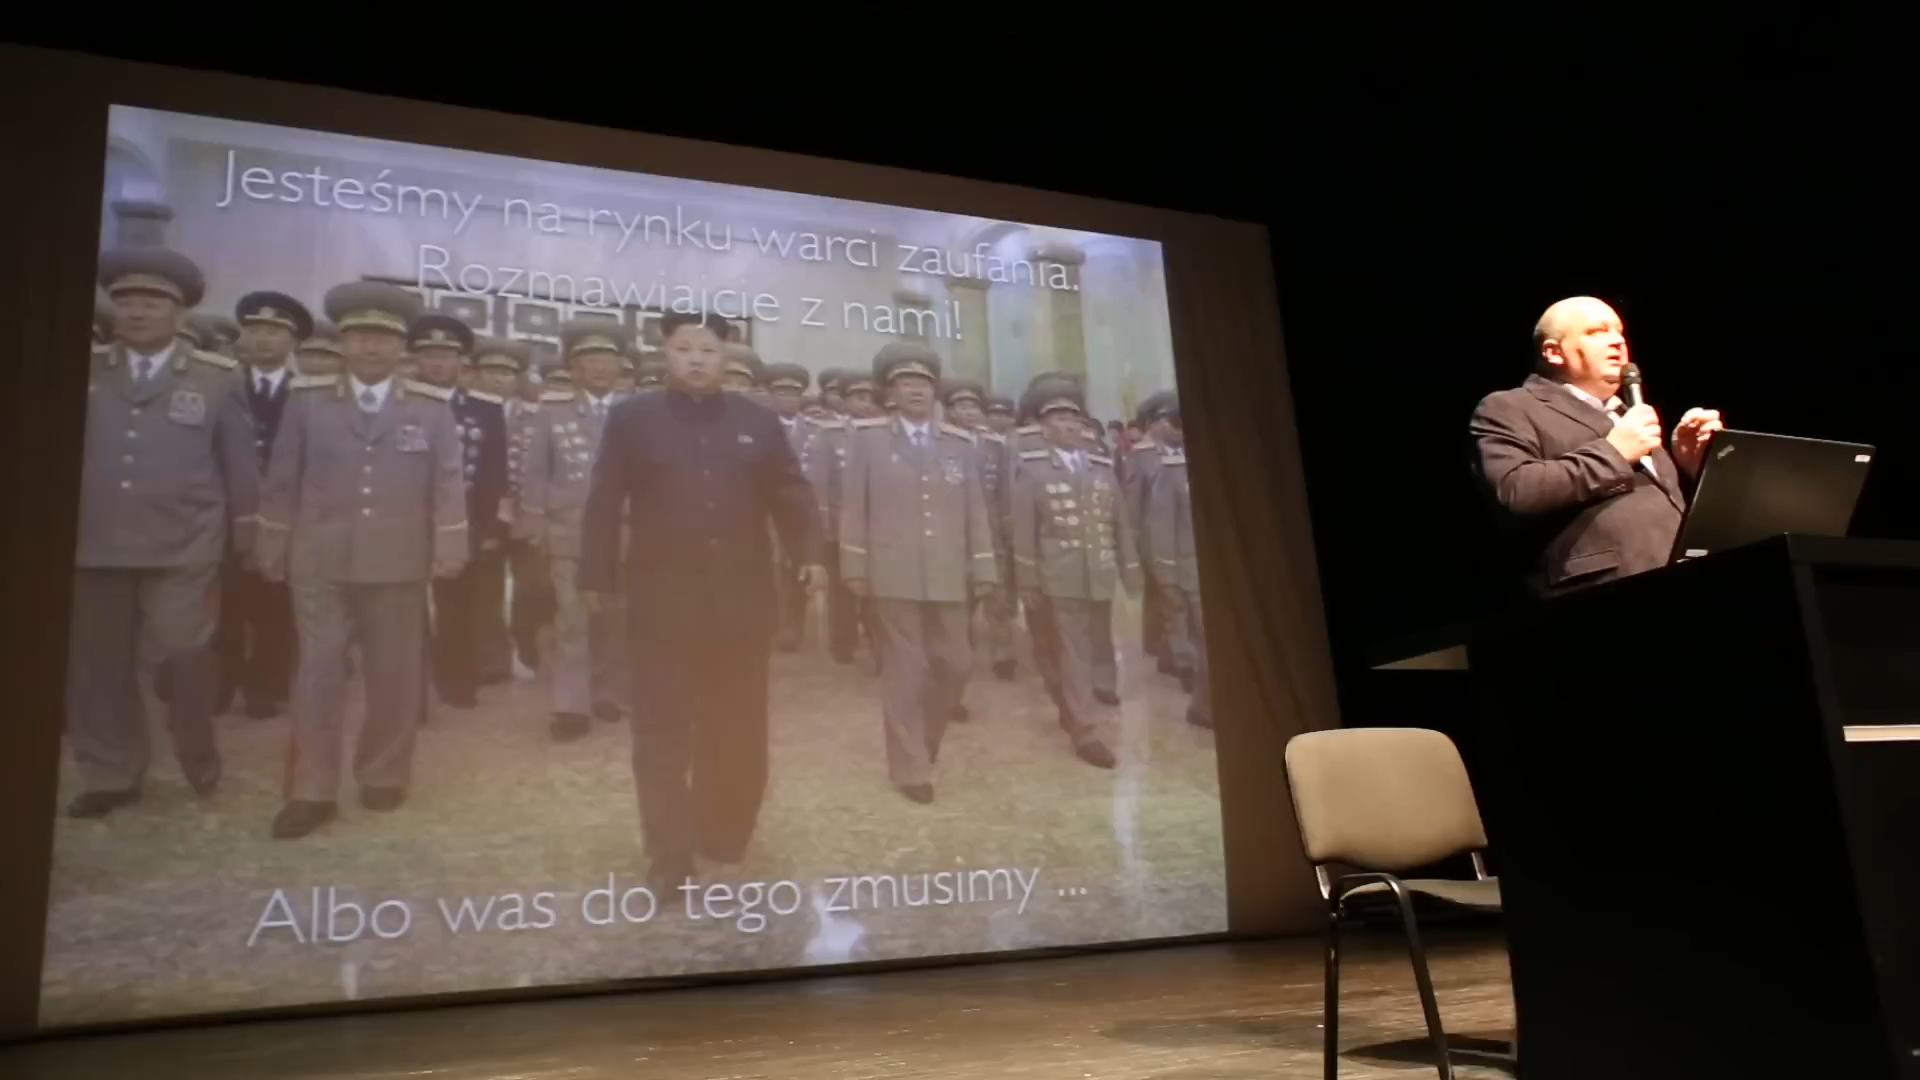 Jesteśmy na rynku warci zaufania.
Rozmawiajcie z nami!
Albo was do tego zmusimy ...